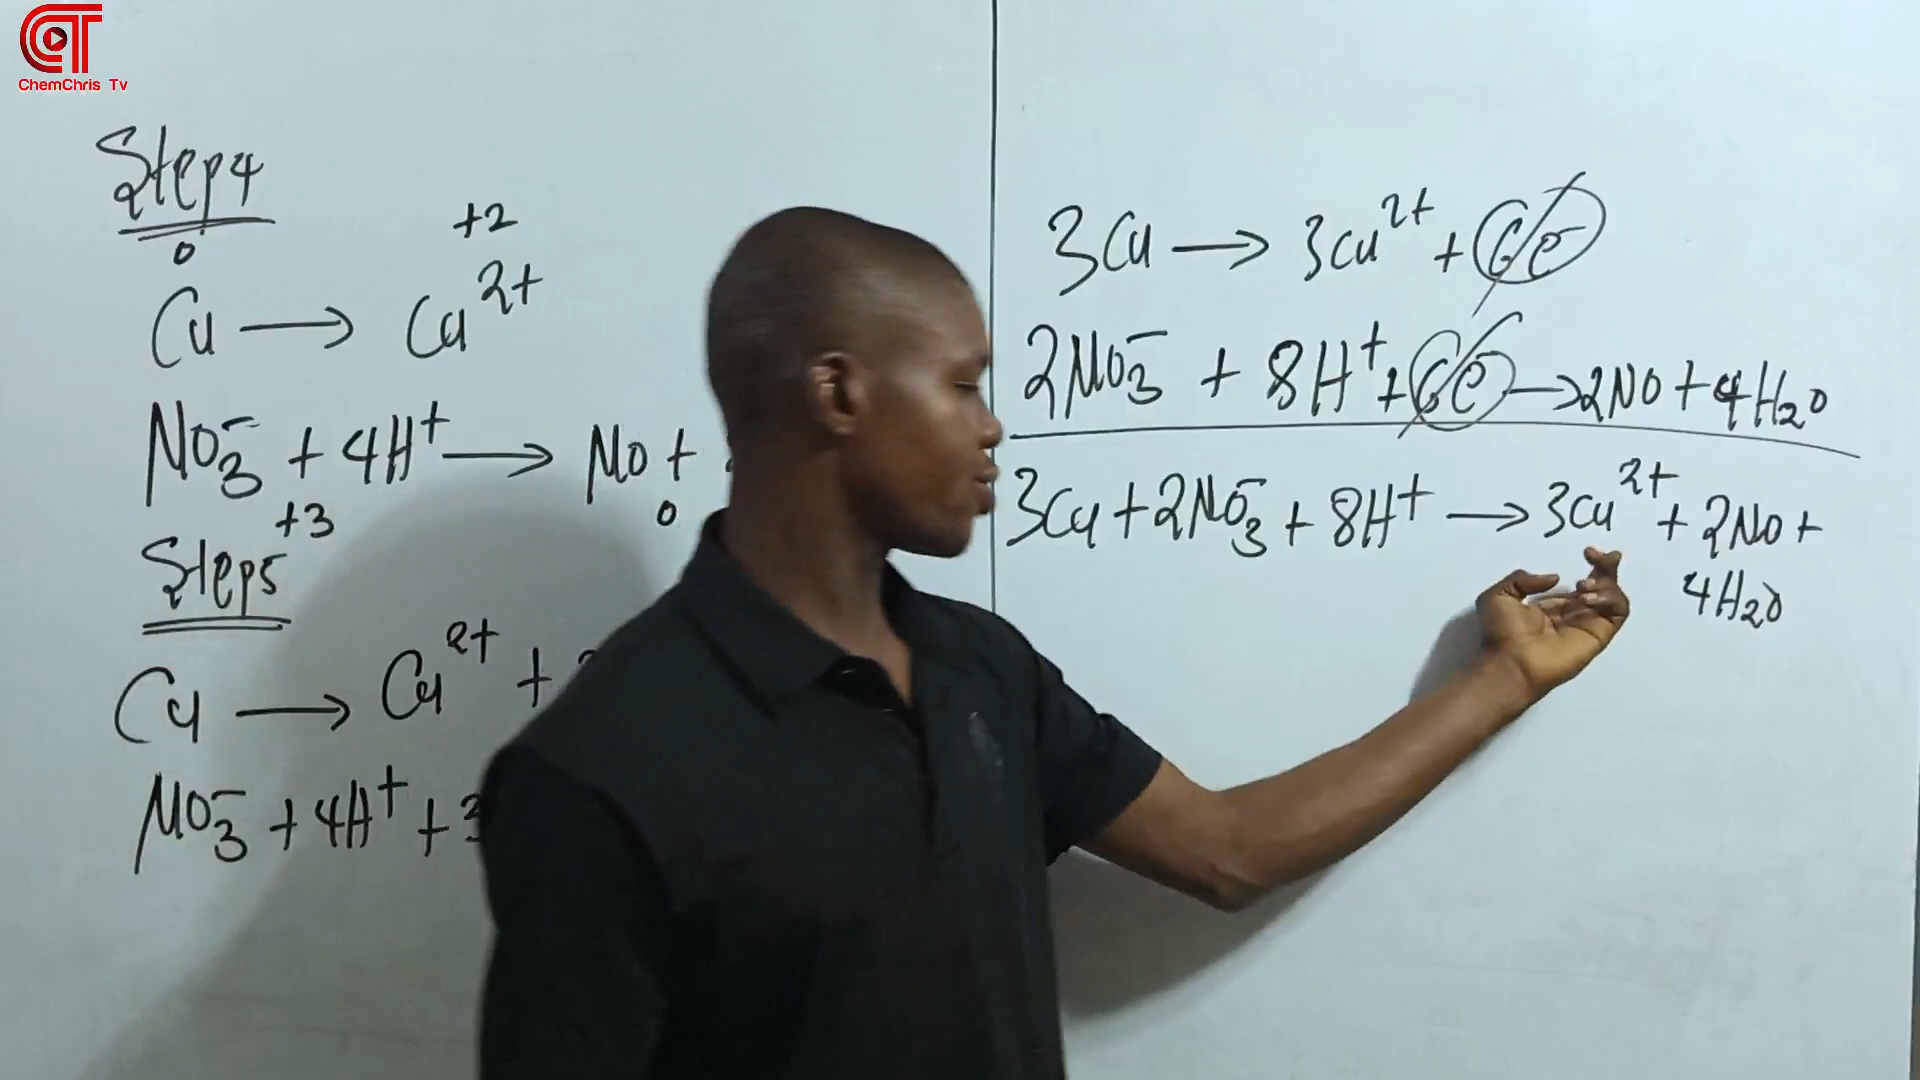 ChemChris Tv
Step4
0 +2
Cu → Cu²⁺
NO₃⁻ + 4H⁺ → NO +
+3 0
Step5
Cu → Cu²⁺ +
NO₃⁻ + 4H⁺ + 3
3Cu → 3Cu²⁺ + 6e⁻
2NO₃⁻ + 8H⁺ + 6e⁻ → 2NO + 4H₂O
3Cu + 2NO₃⁻ + 8H⁺ → 3Cu²⁺ + 2NO +
4H₂O